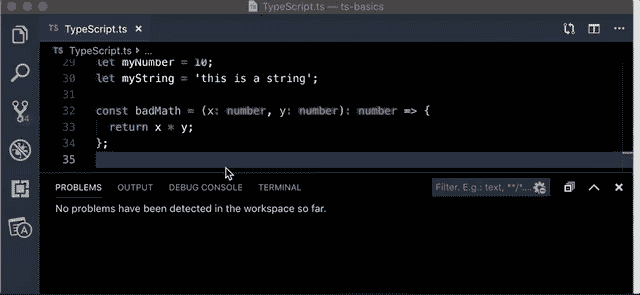 TypeScript.ts — ts-basics
TS TypeScript.ts ×
TS TypeScript.ts › ...
29 let myNumber = 10;
30 let myString = 'this is a string';
31
32 const badMath = (x: number, y: number): number => {
33 return x * y;
34 };
35
PROBLEMS OUTPUT DEBUG CONSOLE TERMINAL Filter. E.g.: text, **/*....
No problems have been detected in the workspace so far.